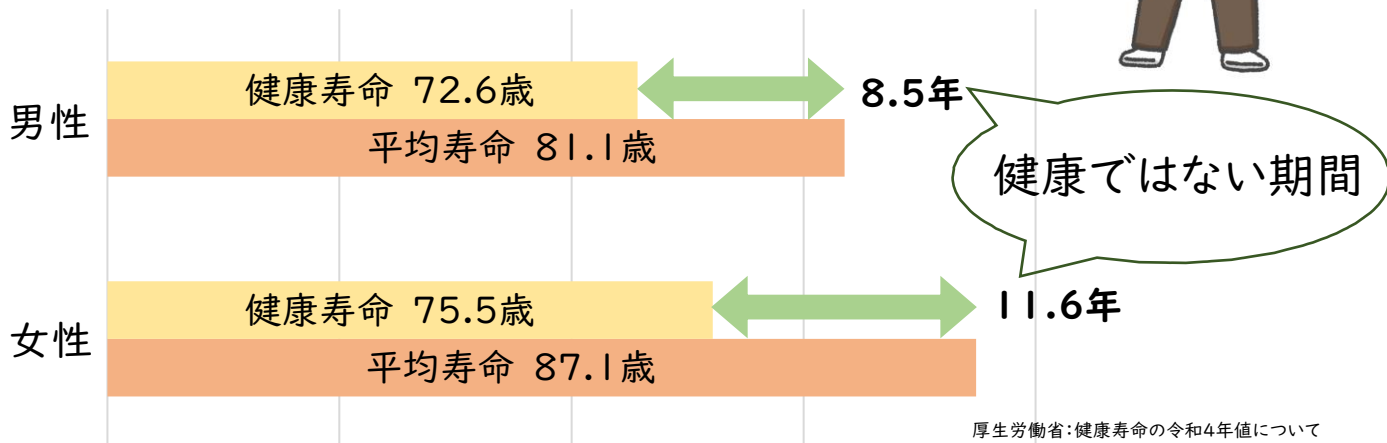 男性
健康寿命 72.6歳
8.5年
平均寿命 81.1歳
健康ではない期間
女性
健康寿命 75.5歳
11.6年
平均寿命 87.1歳
厚生労働省:健康寿命の令和4年値について